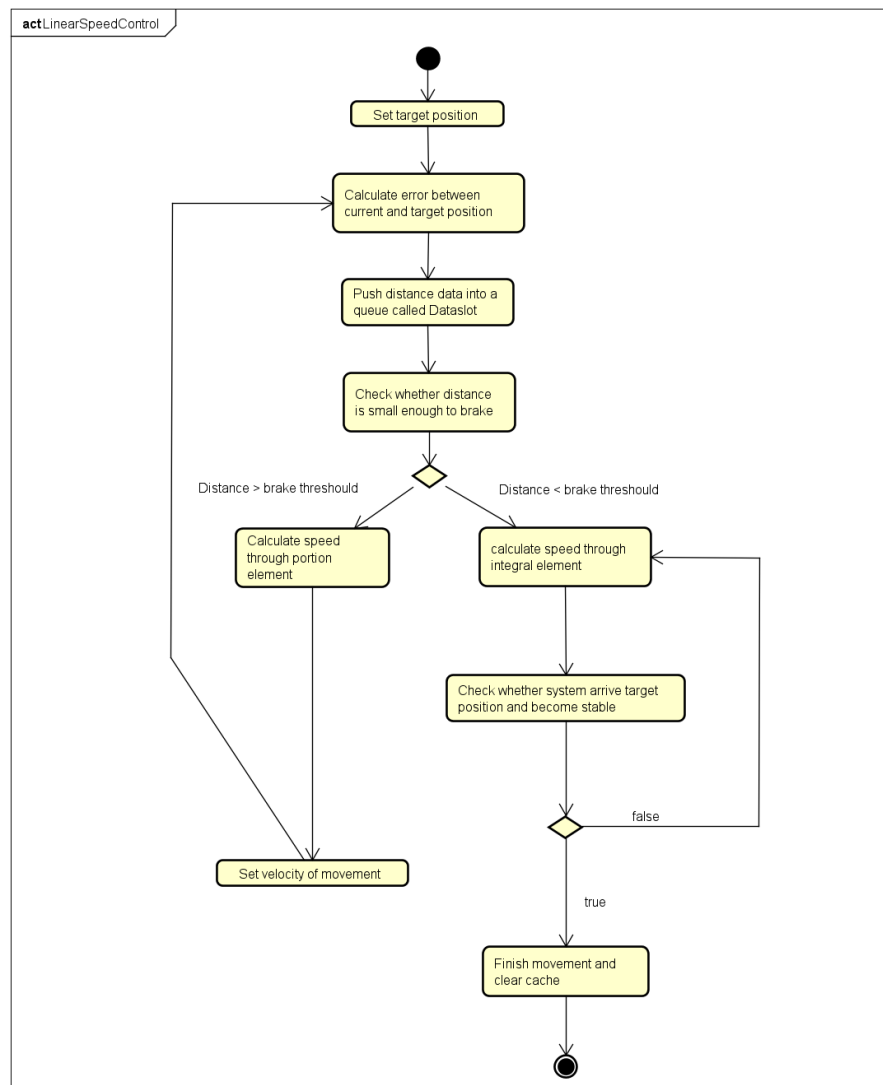 act LinearSpeedControl
Set target position
Calculate error between
current and target position
Push distance data into a
queue called Dataslot
Check whether distance
is small enough to brake
Distance > brake threshould
Distance < brake threshould
Calculate speed
through portion
element
calculate speed through
integral element
Check whether system arrive target
position and become stable
false
Set velocity of movement
true
Finish movement and
clear cache